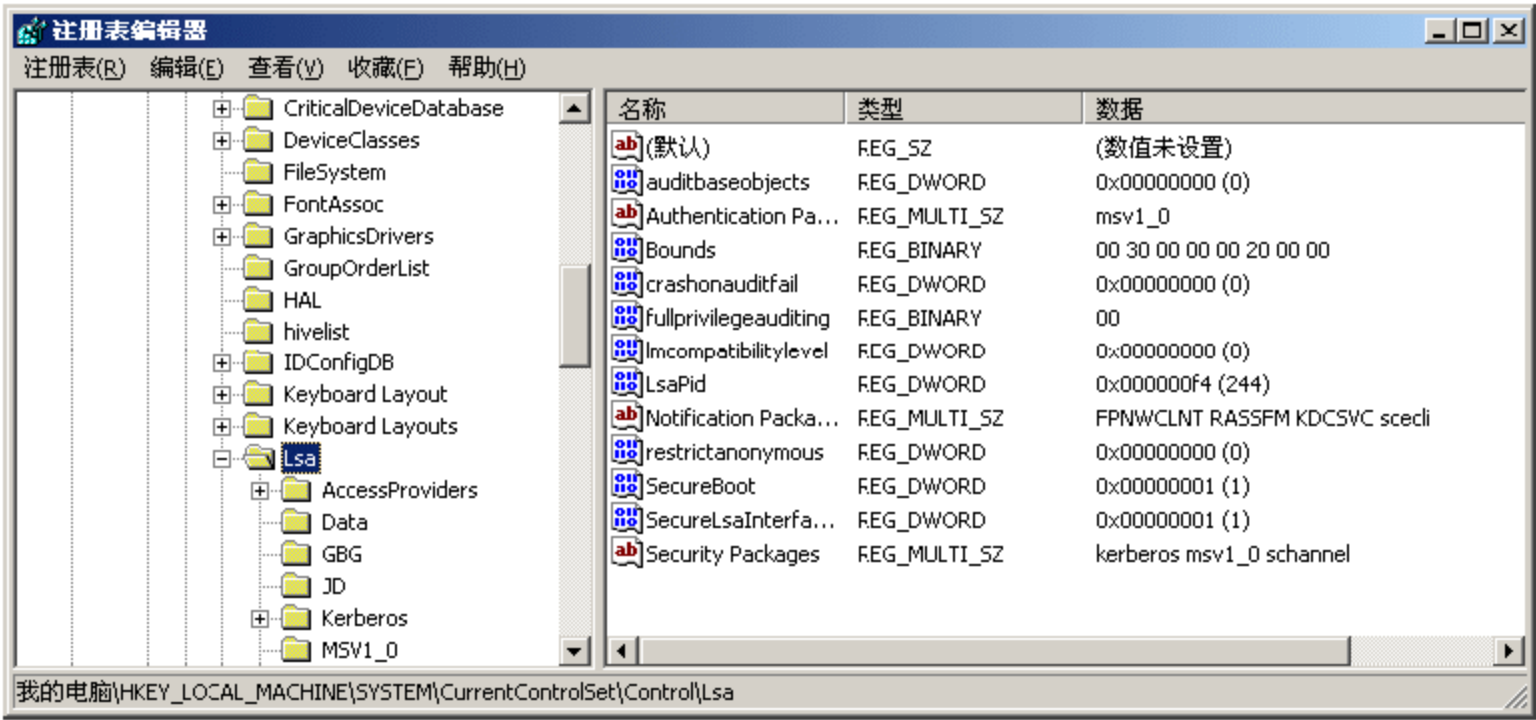 注册表编辑器
注册表(R) 编辑(E) 查看(V) 收藏(F) 帮助(H)
CriticalDeviceDatabase
DeviceClasses
FileSystem
FontAssoc
GraphicsDrivers
GroupOrderList
HAL
hivelist
IDConfigDB
Keyboard Layout
Keyboard Layouts
Lsa
AccessProviders
Data
GBG
JD
Kerberos
MSV1_0
名称 类型 数据
(默认) REG_SZ (数值未设置)
auditbaseobjects REG_DWORD 0x00000000 (0)
Authentication Pa... REG_MULTI_SZ msv1_0
Bounds REG_BINARY 00 30 00 00 00 20 00 00
crashonauditfail REG_DWORD 0x00000000 (0)
fullprivilegeauditing REG_BINARY 00
lmcompatibilitylevel REG_DWORD 0x00000000 (0)
LsaPid REG_DWORD 0x000000f4 (244)
Notification Packa... REG_MULTI_SZ FPNWCLNT RASSFM KDCSVC scecli
restrictanonymous REG_DWORD 0x00000000 (0)
SecureBoot REG_DWORD 0x00000001 (1)
SecureLsaInterfa... REG_DWORD 0x00000001 (1)
Security Packages REG_MULTI_SZ kerberos msv1_0 schannel
我的电脑\HKEY_LOCAL_MACHINE\SYSTEM\CurrentControlSet\Control\Lsa